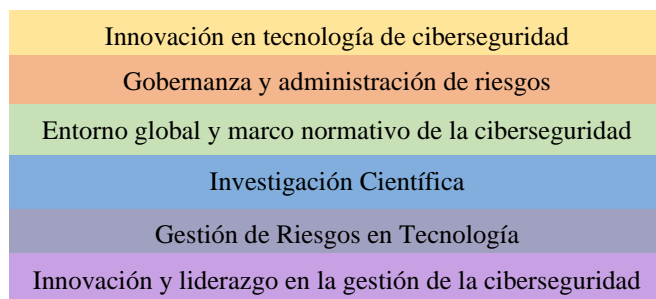 Innovación en tecnología de ciberseguridad
Gobernanza y administración de riesgos
Entorno global y marco normativo de la ciberseguridad
Investigación Científica
Gestión de Riesgos en Tecnología
Innovación y liderazgo en la gestión de la ciberseguridad